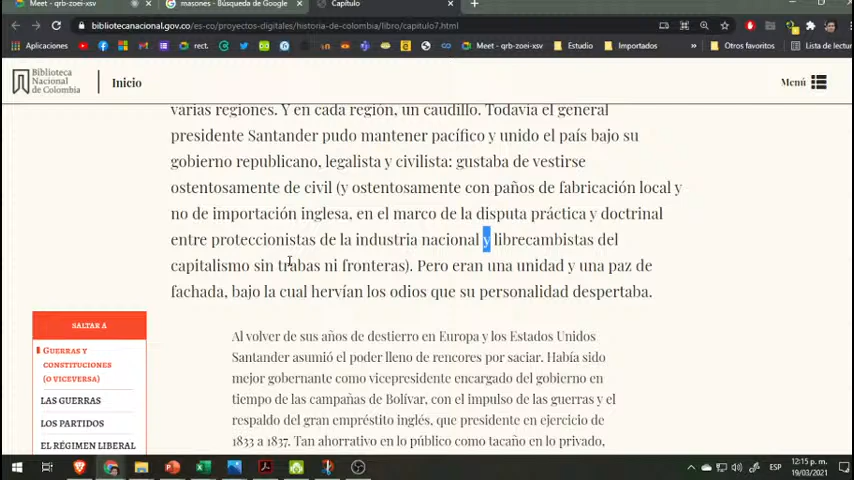 Meet - qrb-zoei-xsv
masones - Búsqueda de Google
Capítulo
bibliotecanacional.gov.co/es-co/proyectos-digitales/historia-de-colombia/libro/capitulo7.html
Aplicaciones
rect.
Meet - qrb-zoei-xsv
Estudio
Importados
»
Otros favoritos
Lista de lectura
Biblioteca
Nacional
de Colombia
Inicio
Menú
varias regiones. Y en cada región, un caudillo. Todavía el general
presidente Santander pudo mantener pacífico y unido el país bajo su
gobierno republicano, legalista y civilista: gustaba de vestirse
ostentosamente de civil (y ostentosamente con paños de fabricación local y
no de importación inglesa, en el marco de la disputa práctica y doctrinal
entre proteccionistas de la industria nacional y librecambistas del
capitalismo sin trabas ni fronteras). Pero eran una unidad y una paz de
fachada, bajo la cual hervían los odios que su personalidad despertaba.
SALTAR A
GUERRAS Y
CONSTITUCIONES
(O VICEVERSA)
LAS GUERRAS
LOS PARTIDOS
EL RÉGIMEN LIBERAL
Al volver de sus años de destierro en Europa y los Estados Unidos
Santander asumió el poder lleno de rencores por saciar. Había sido
mejor gobernante como vicepresidente encargado del gobierno en
tiempo de las campañas de Bolívar, con el impulso de las guerras y el
respaldo del gran empréstito inglés, que presidente en ejercicio de
1833 a 1837. Tan ahorrativo en lo público como tacaño en lo privado,
ESP
12:15 p. m.
19/03/2021